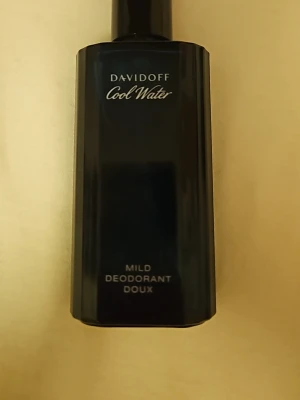 DAVIDOFF
Cool Water
MILD
DEODORANT
DOUX